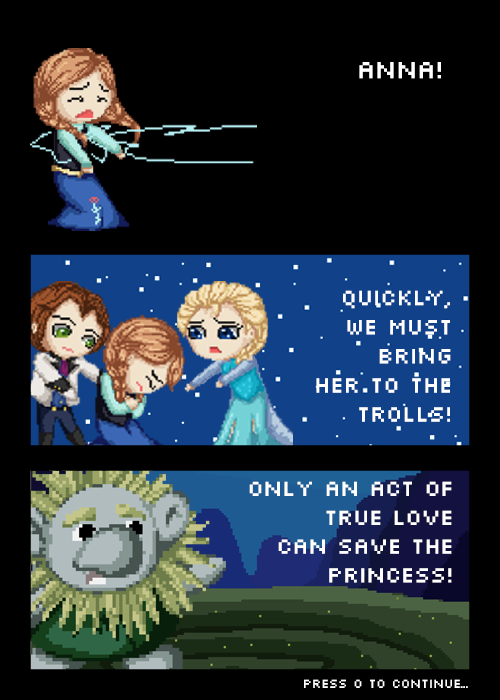 ANNA!
QUICKLY,
WE MUST
BRING
HER TO THE
TROLLS!
ONLY AN ACT OF
TRUE LOVE
CAN SAVE THE
PRINCESS!
PRESS O TO CONTINUE...